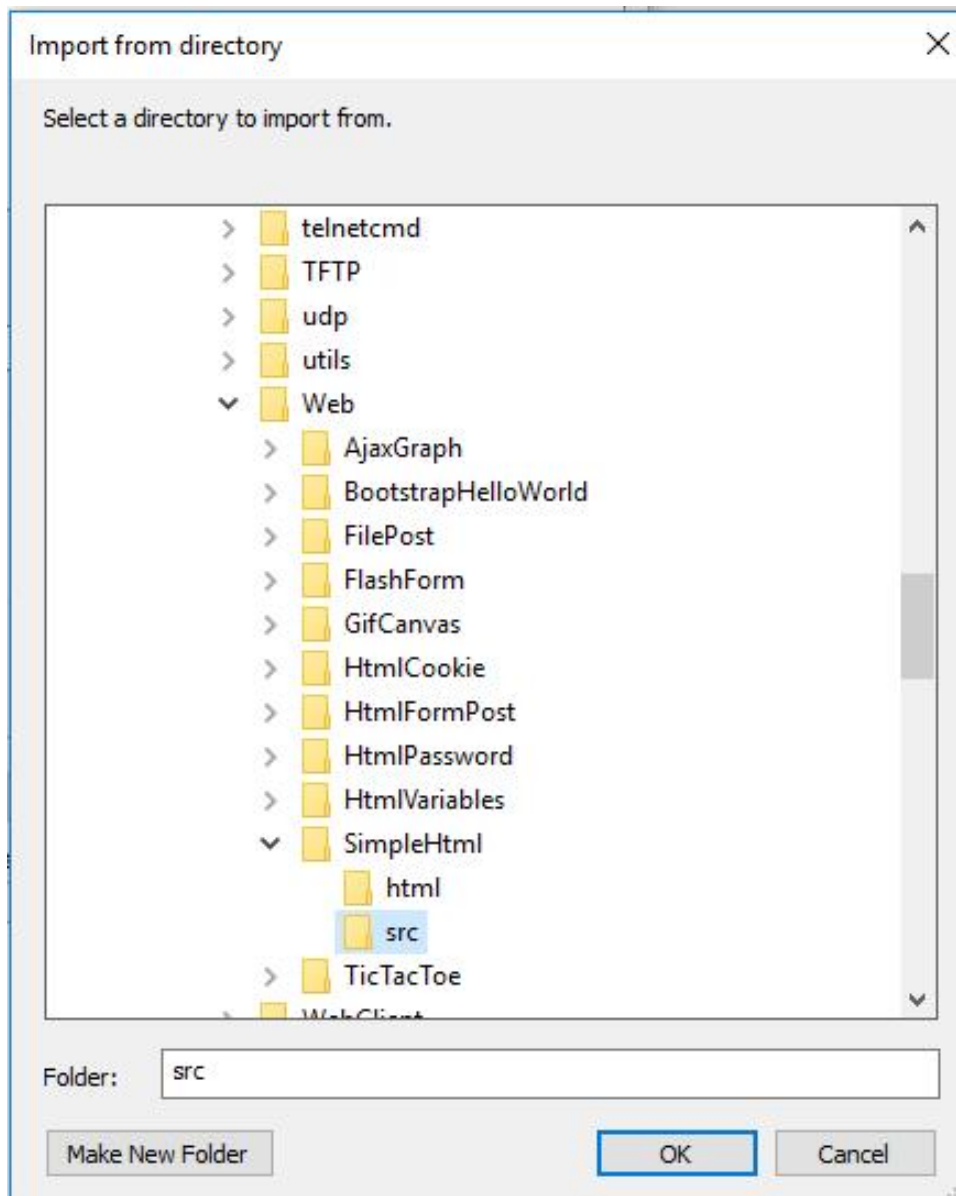 Import from directory
Select a directory to import from.
telnetcmd
TFTP
udp
utils
Web
AjaxGraph
BootstrapHelloWorld
FilePost
FlashForm
GifCanvas
HtmlCookie
HtmlFormPost
HtmlPassword
HtmlVariables
SimpleHtml
html
src
TicTacToe
WebClient
Folder: src
Make New Folder OK Cancel